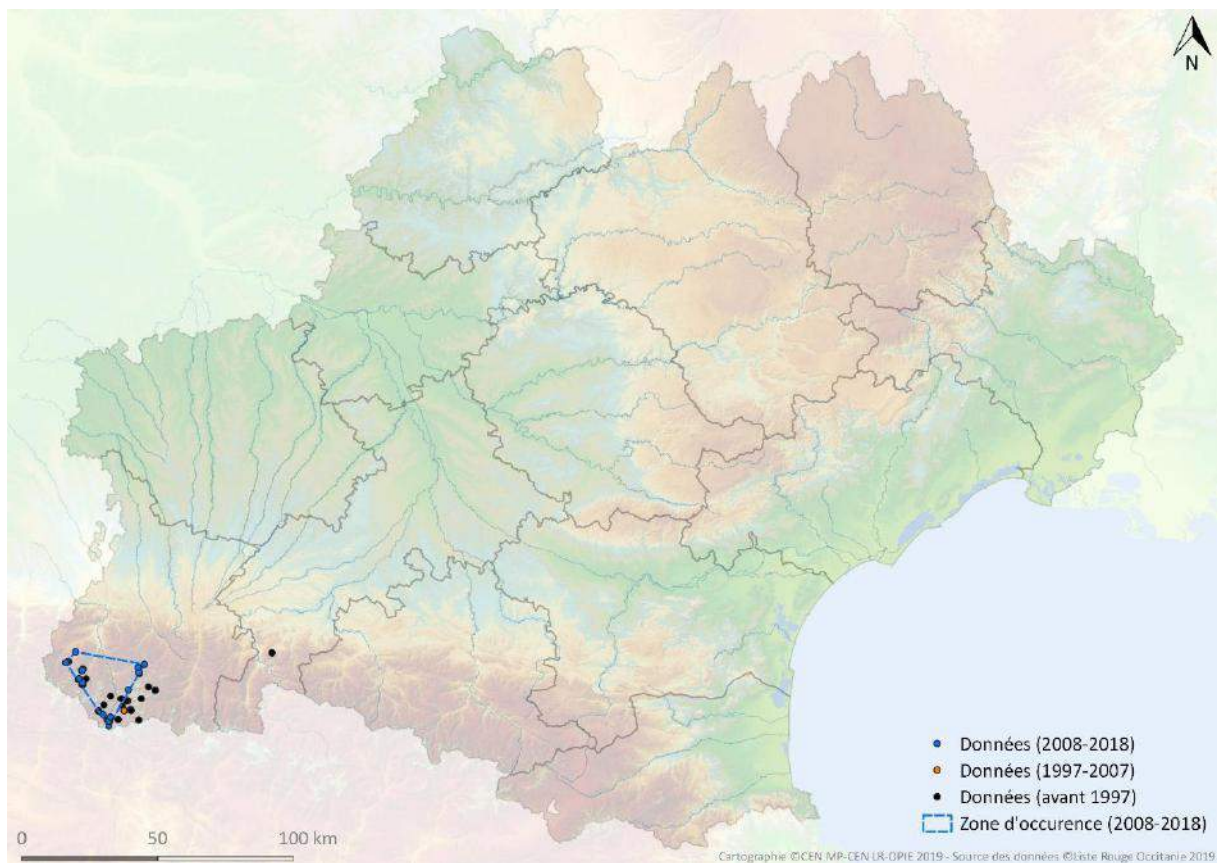 N
Données (2008-2018)
Données (1997-2007)
Données (avant 1997)
Zone d'occurence (2008-2018)
0 50 100 km
Cartographie ©CEN MP-CEN LR-OPIE 2019 - Source des données ©Liste Rouge Occitanie 2019